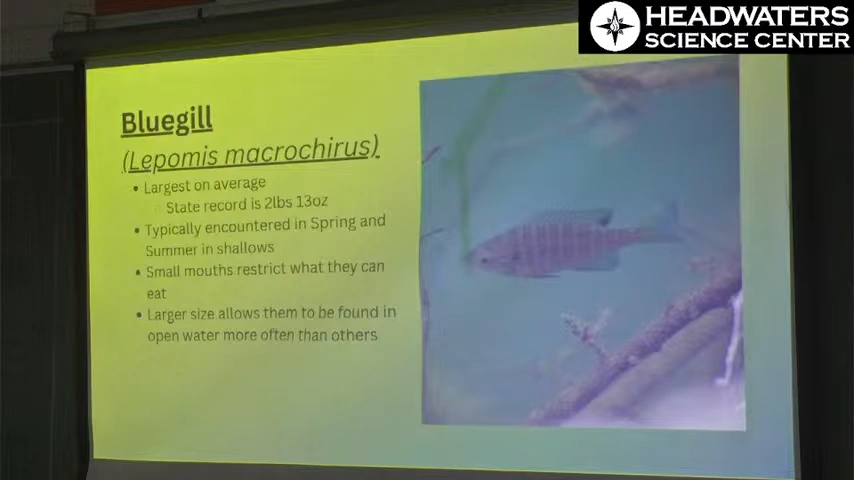 HEADWATERS
SCIENCE CENTER
Bluegill
(Lepomis macrochirus)
• Largest on average
State record is 2lbs 13oz
• Typically encountered in Spring and
Summer in shallows
• Small mouths restrict what they can
eat
• Larger size allows them to be found in
open water more often than others